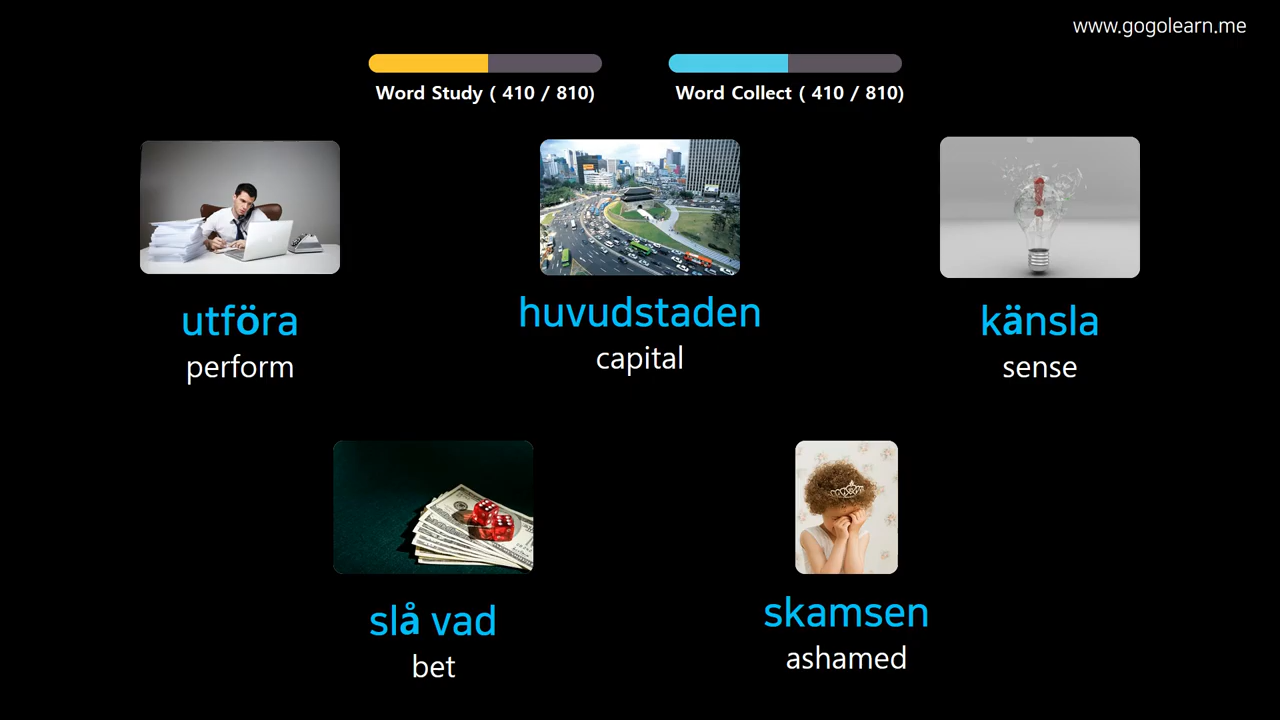 www.gogolearn.me
Word Study ( 410 / 810)
Word Collect ( 410 / 810)
utföra
perform
huvudstaden
capital
känsla
sense
slå vad
bet
skamsen
ashamed